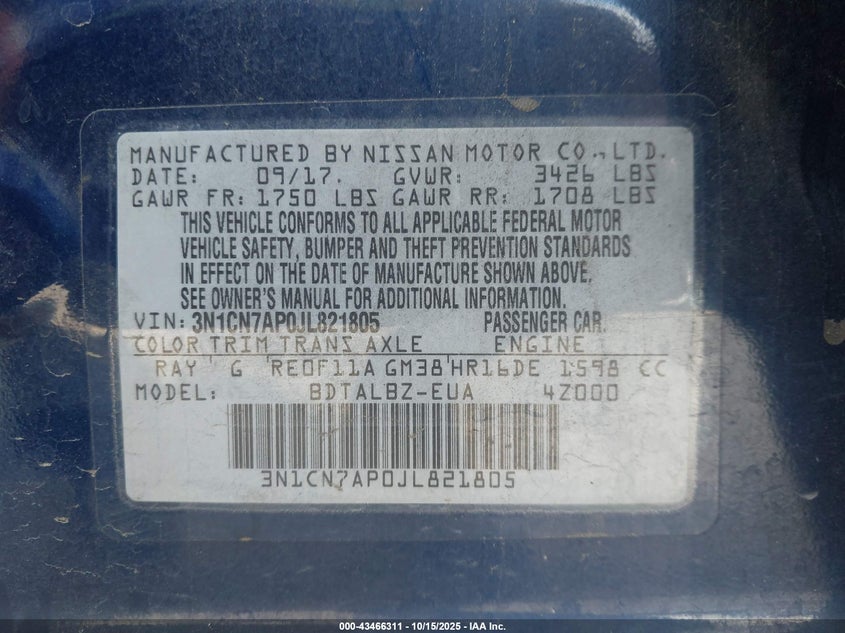 MANUFACTURED BY NISSAN MOTOR CO., LTD.
DATE: 09/17. GVWR: 3426 LBS
GAWR FR: 1750 LBS GAWR RR: 1708 LBS
THIS VEHICLE CONFORMS TO ALL APPLICABLE FEDERAL MOTOR
VEHICLE SAFETY, BUMPER AND THEFT PREVENTION STANDARDS
IN EFFECT ON THE DATE OF MANUFACTURE SHOWN ABOVE.
SEE OWNER'S MANUAL FOR ADDITIONAL INFORMATION.
VIN: 3N1CN7AP0JL821805 PASSENGER CAR.
COLOR TRIM TRANS AXLE ENGINE
RAY G RE0F11A GM38 HR16DE 1598 CC
MODEL: BDTALBZ-EUA 4Z000
3N1CN7AP0JL821805
000-43466311 - 10/15/2025 - IAA Inc.